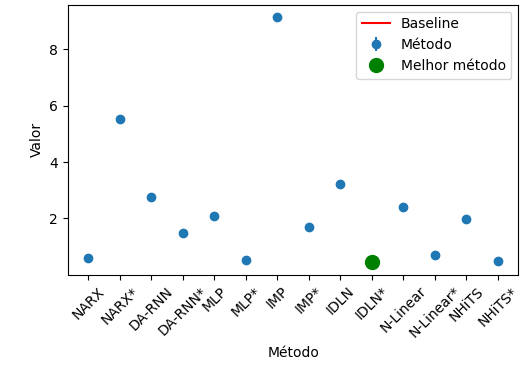 Baseline
Método
Melhor método
Valor
8
6
4
2
NARX
NARX*
DA-RNN
DA-RNN*
MLP
MLP*
IMP
IMP*
IDLN
IDLN*
N-Linear
N-Linear*
NHiTS
NHiTS*
Método